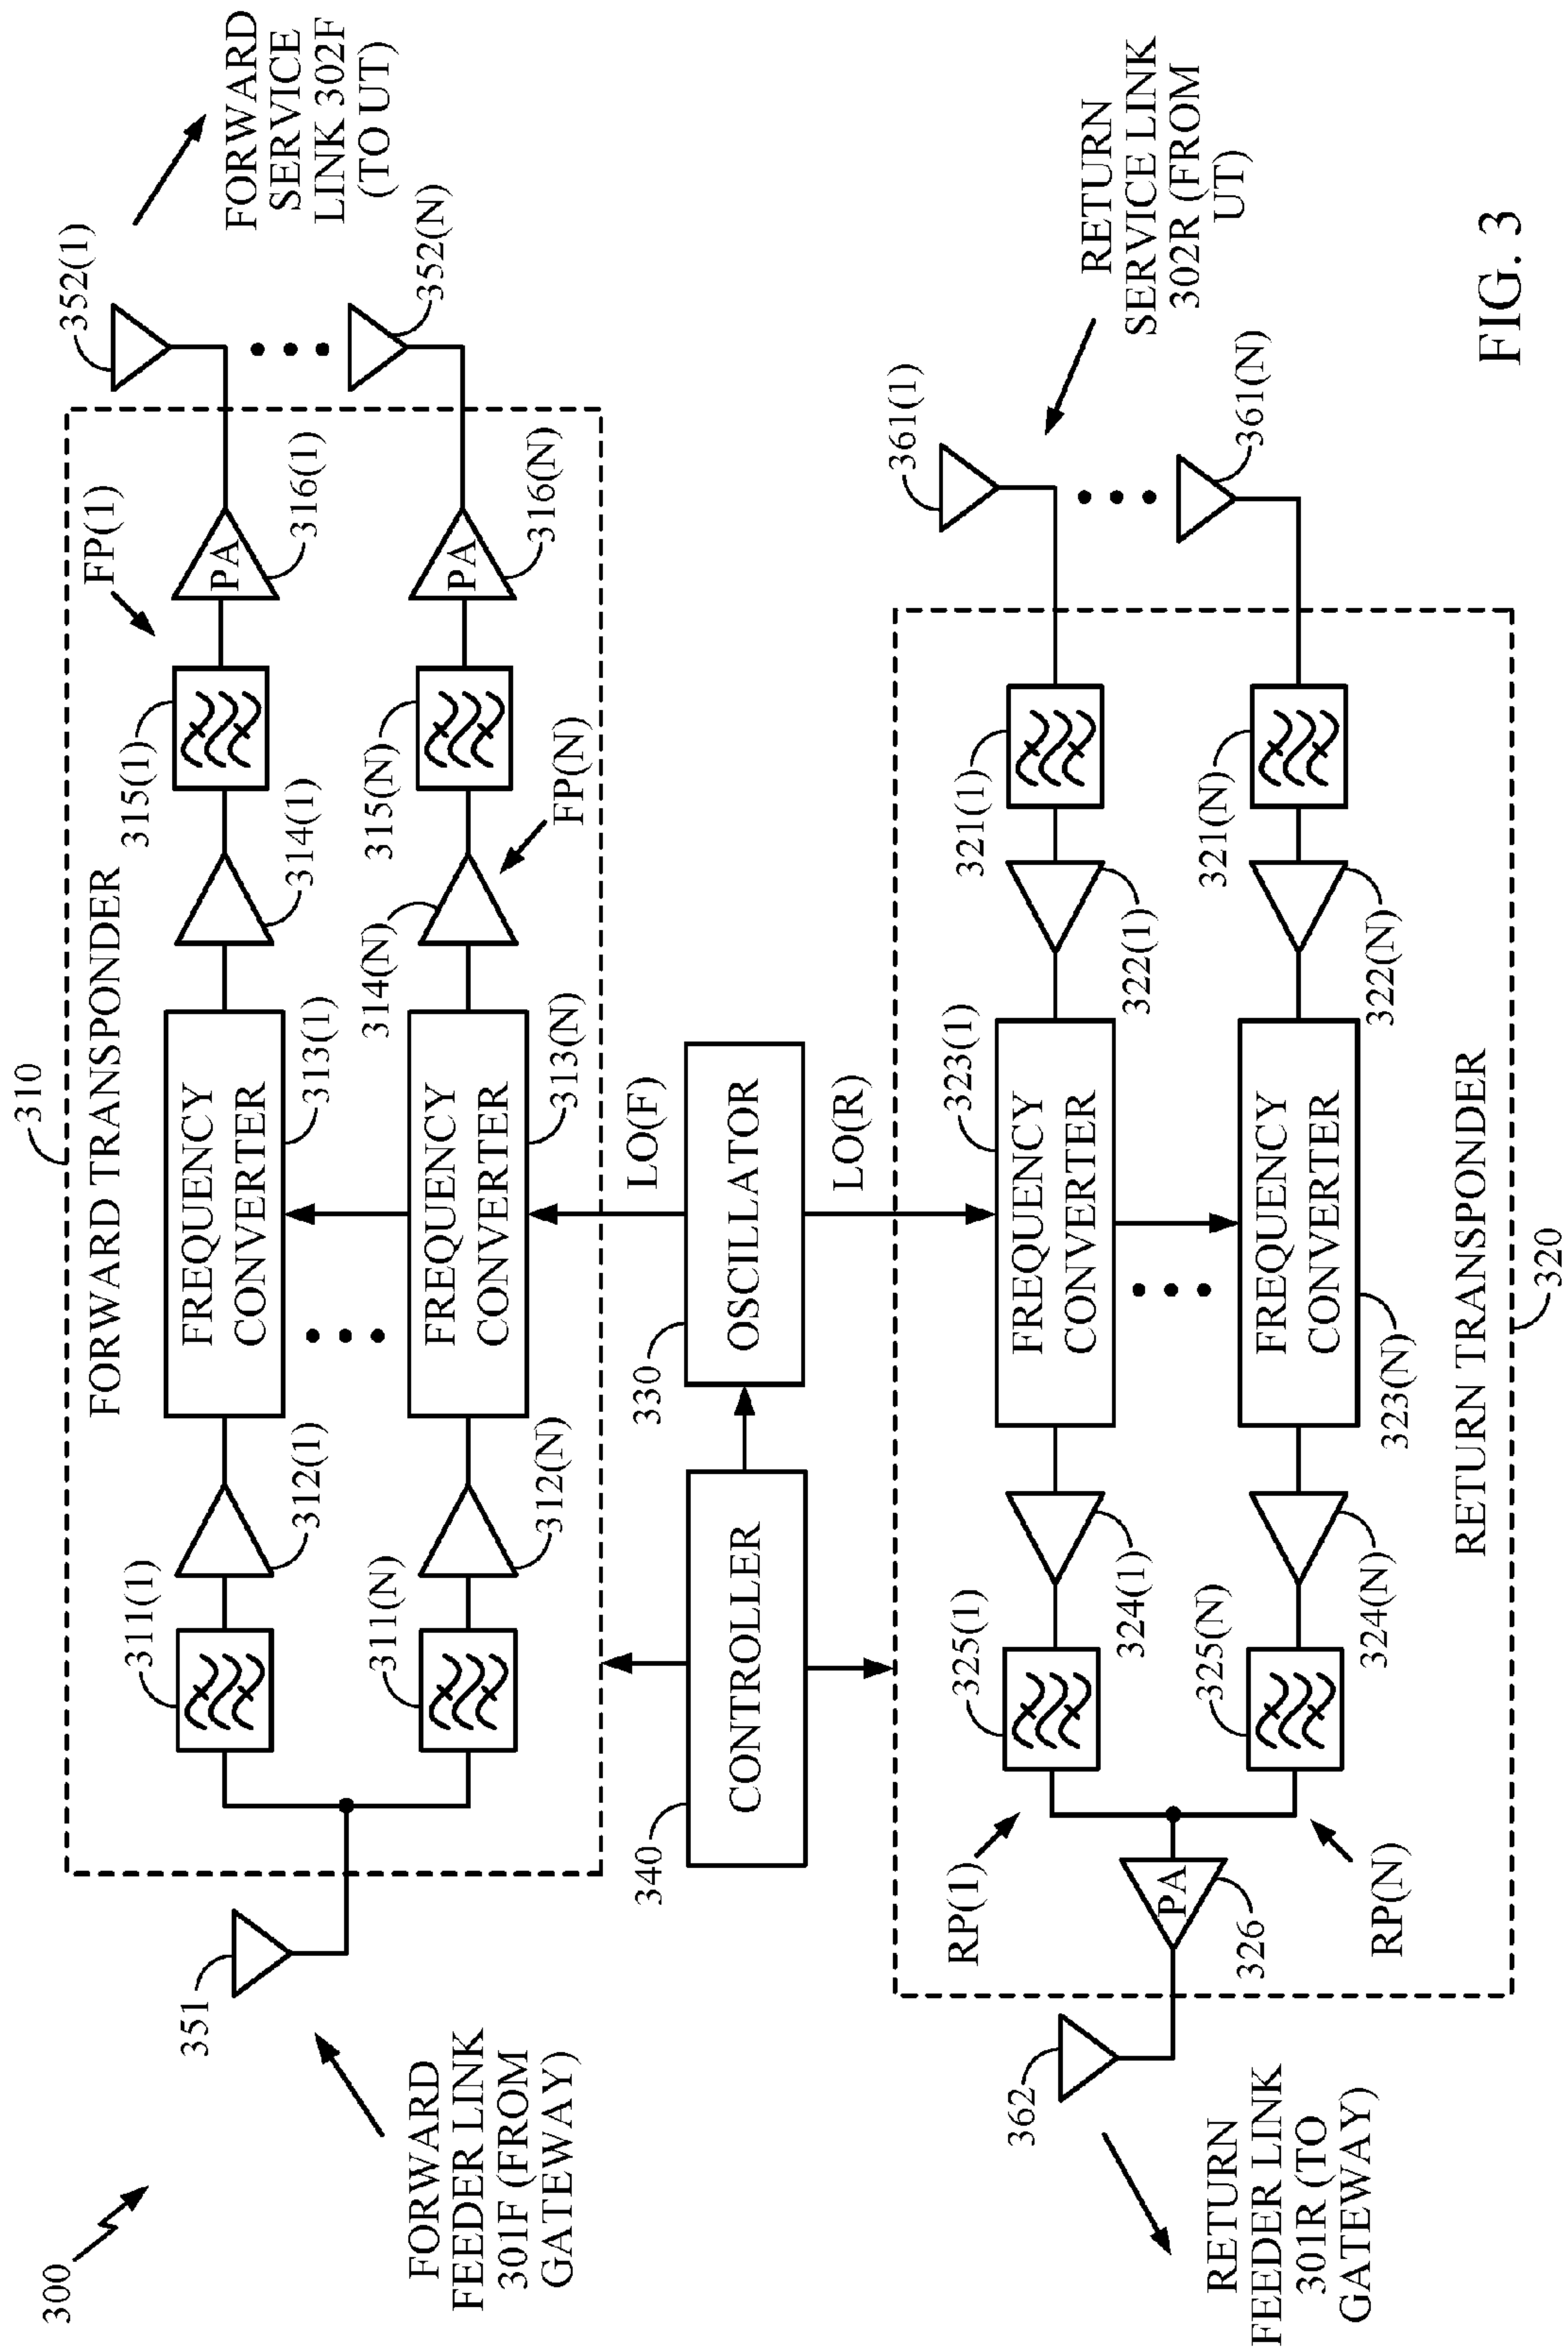 300
310
FORWARD TRANSPONDER
351
FORWARD
FEEDER LINK
301F (FROM
GATEWAY)
311(1)
312(1)
FREQUENCY
CONVERTER
313(1)
314(1)
315(1)
FP(1)
PA
316(1)
352(1)
311(N)
312(N)
FREQUENCY
CONVERTER
313(N)
314(N)
315(N)
FP(N)
PA
316(N)
352(N)
FORWARD
SERVICE
LINK 302F
(TO UT)
340
CONTROLLER
330
OSCILLATOR
LO(F)
LO(R)
362
RETURN
FEEDER LINK
301R (TO
GATEWAY)
RP(1)
PA
326
RP(N)
325(1)
324(1)
FREQUENCY
CONVERTER
323(1)
322(1)
321(1)
361(1)
325(N)
324(N)
FREQUENCY
CONVERTER
323(N)
322(N)
321(N)
361(N)
RETURN
SERVICE LINK
302R (FROM
UT)
RETURN TRANSPONDER
320
FIG. 3